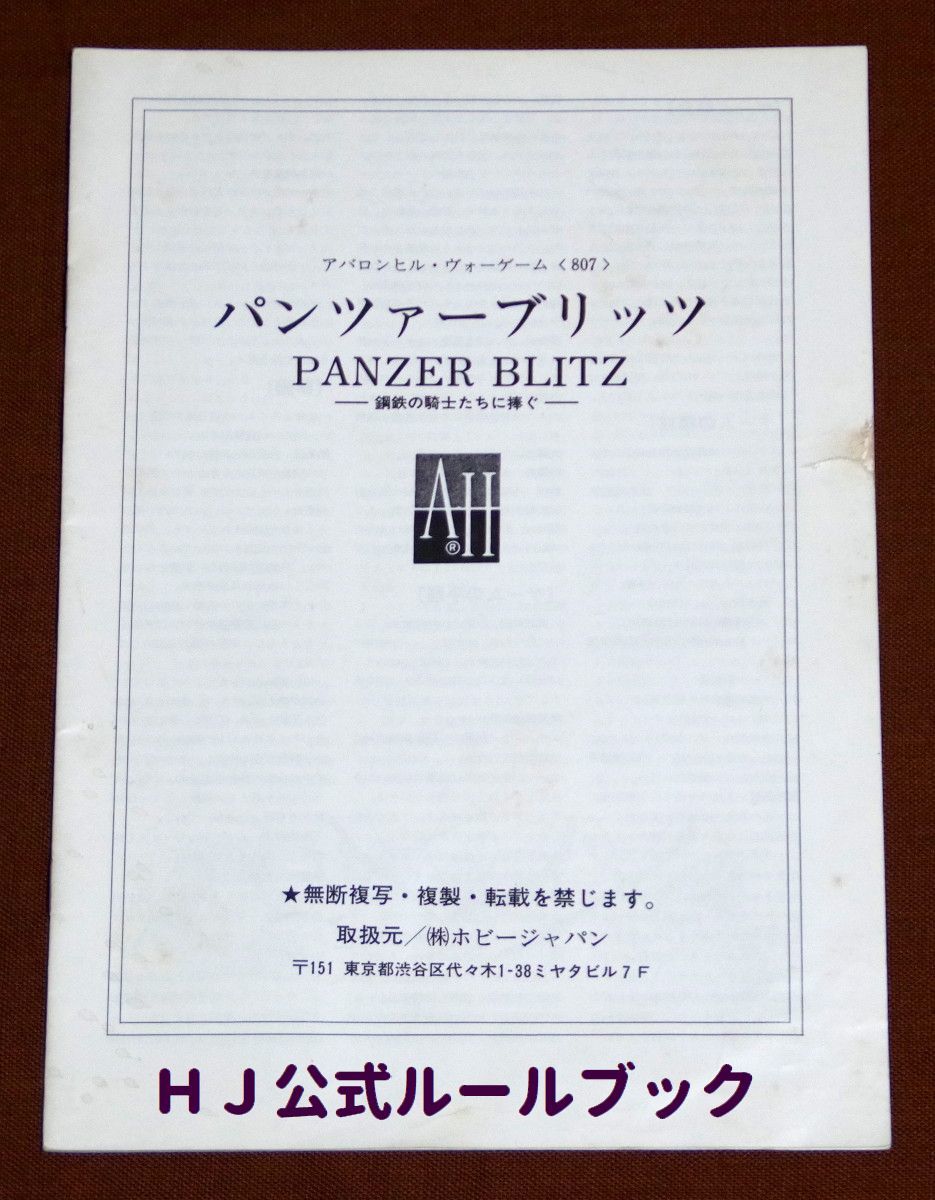 アバロンヒル・ヴォーゲーム〈807〉
パンツァーブリッツ
PANZER BLITZ
── 鋼鉄の騎士たちに捧ぐ ──
AH®
★無断複写・複製・転載を禁じます。
取扱元／㈱ホビージャパン
〒151 東京都渋谷区代々木1-38ミヤタビル7F
ＨＪ公式ルールブック